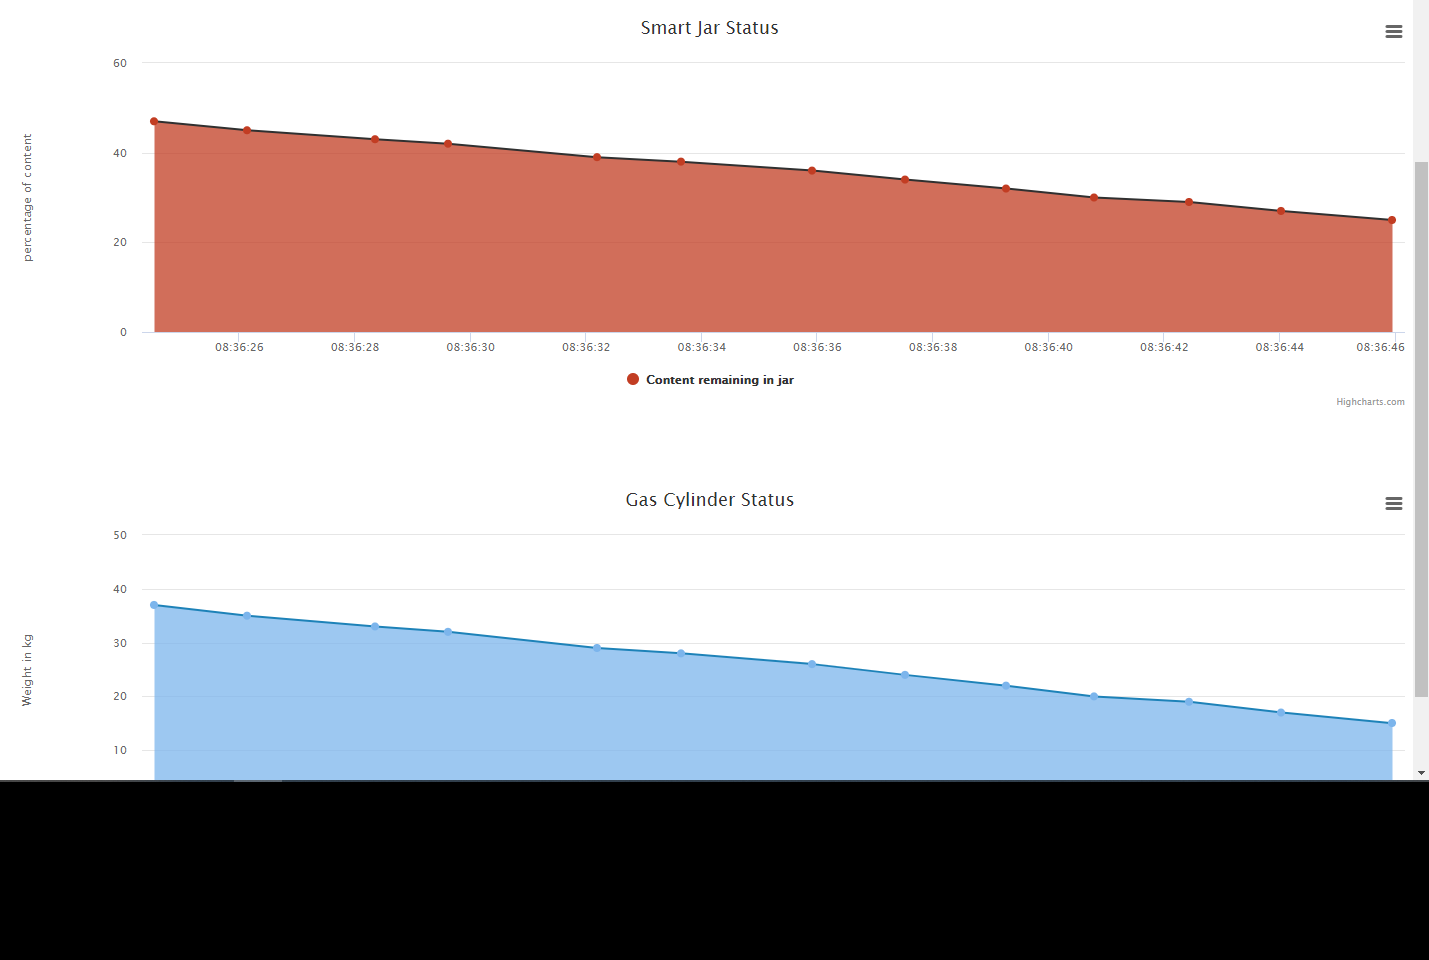 Smart Jar Status
percentage of content
60
40
20
0
08:36:26 08:36:28 08:36:30 08:36:32 08:36:34 08:36:36 08:36:38 08:36:40 08:36:42 08:36:44 08:36:46
Content remaining in jar
Highcharts.com
Gas Cylinder Status
Weight in kg
50
40
30
20
10